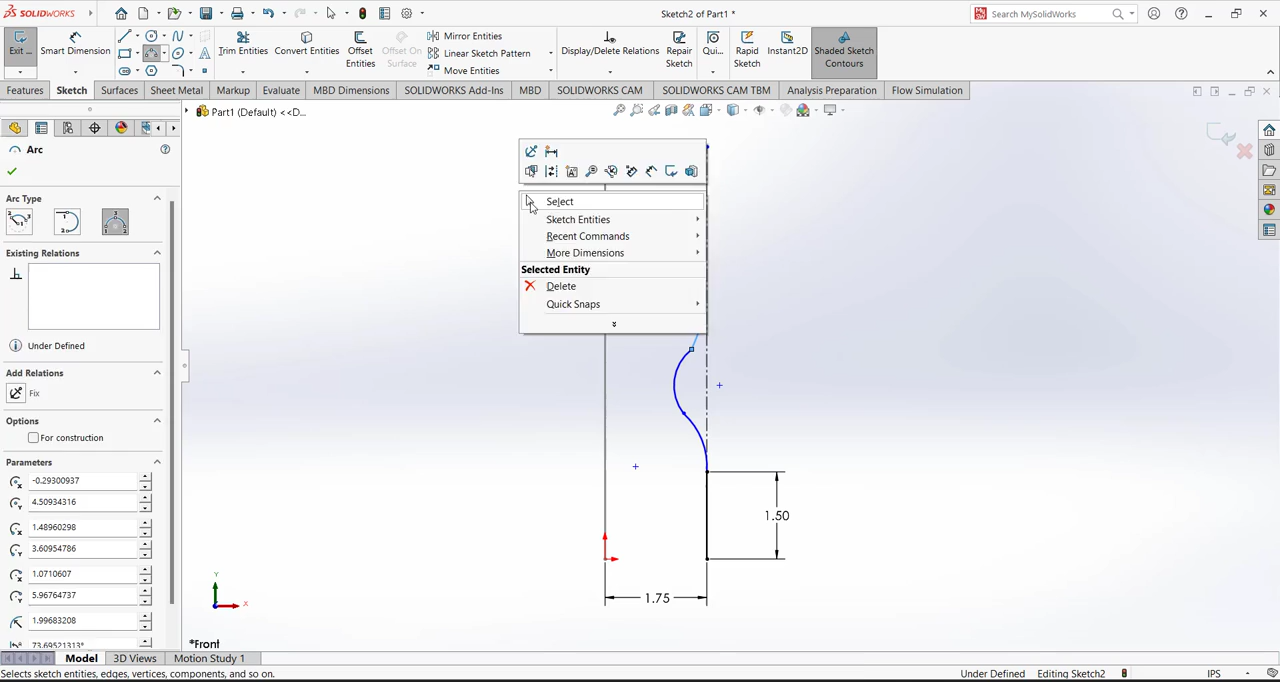 SOLIDWORKS
Sketch2 of Part1 *
Search MySolidWorks
Exit ...
Smart Dimension
Trim Entities
Convert Entities
Offset Entities
Offset On Surface
Mirror Entities
Linear Sketch Pattern
Move Entities
Display/Delete Relations
Repair Sketch
Qui...
Rapid Sketch
Instant2D
Shaded Sketch Contours
Features
Sketch
Surfaces
Sheet Metal
Markup
Evaluate
MBD Dimensions
SOLIDWORKS Add-Ins
MBD
SOLIDWORKS CAM
SOLIDWORKS CAM TBM
Analysis Preparation
Flow Simulation
Part1 (Default) <<D...
Arc
Arc Type
Existing Relations
Under Defined
Add Relations
Fix
Options
For construction
Parameters
-0.29300937
4.50934316
1.48960298
3.60954786
1.0710607
5.96764737
1.99683208
73.69521313°
Select
Sketch Entities
Recent Commands
More Dimensions
Selected Entity
Delete
Quick Snaps
1.50
1.75
Y
X
*Front
Model
3D Views
Motion Study 1
Selects sketch entities, edges, vertices, components, and so on.
Under Defined
Editing Sketch2
IPS